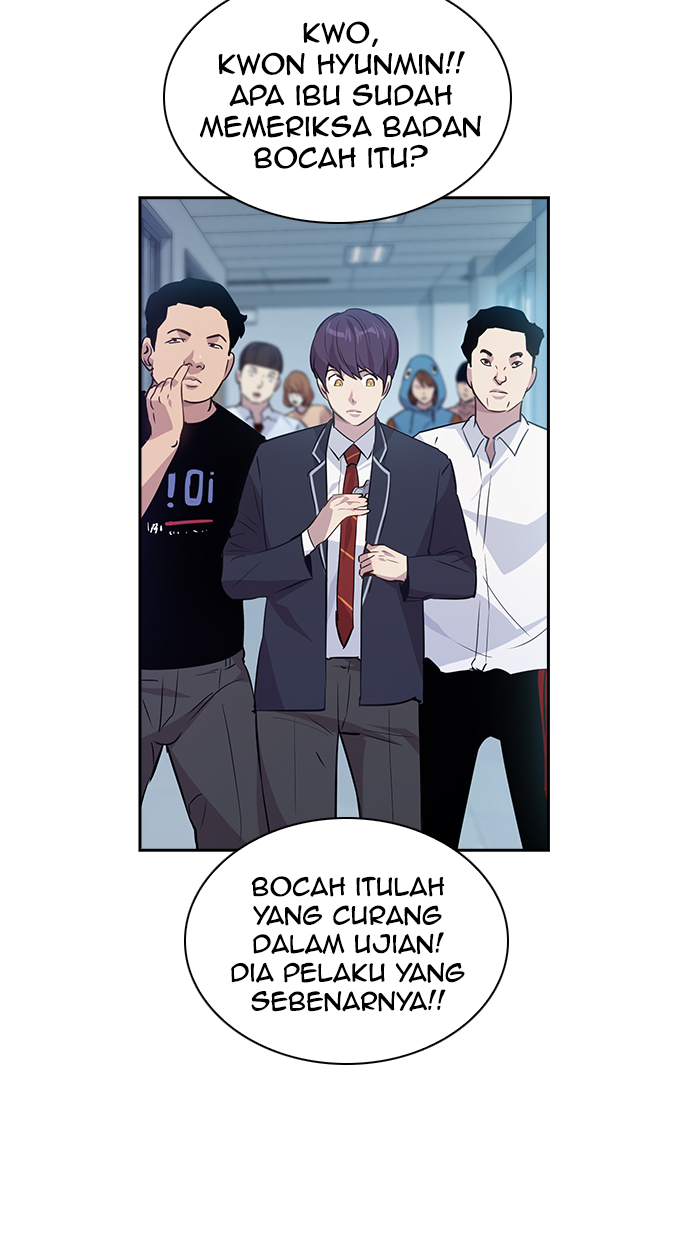 KWO,
KWON HYUNMIN!!
APA IBU SUDAH
MEMERIKSA BADAN
BOCAH ITU?
!Oi
BOCAH ITULAH
YANG CURANG
DALAM UJIAN!
DIA PELAKU YANG
SEBENARNYA!!